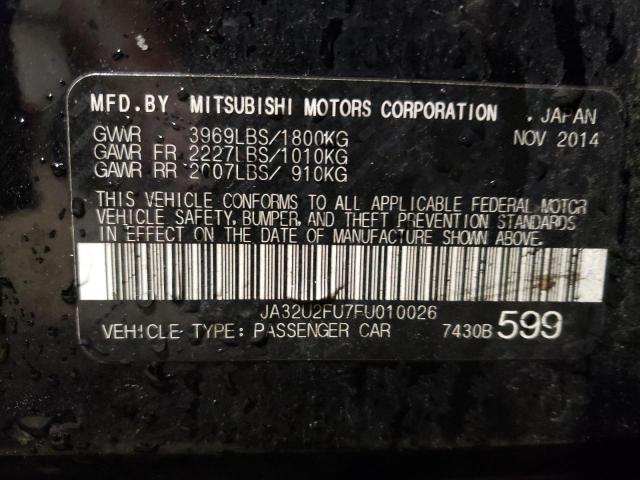 MFD.BY MITSUBISHI MOTORS CORPORATION , JAPAN
GVWR : 3969LBS/1800KG NOV 2014
GAWR FR : 2227LBS/1010KG
GAWR RR : 2007LBS/ 910KG
THIS VEHICLE CONFORMS TO ALL APPLICABLE FEDERAL MOTOR
VEHICLE SAFETY, BUMPER, AND THEFT PREVENTION STANDARDS
IN EFFECT ON THE DATE OF MANUFACTURE SHOWN ABOVE.
JA32U2FU7FU010026
VEHICLE TYPE: PASSENGER CAR 7430B 599